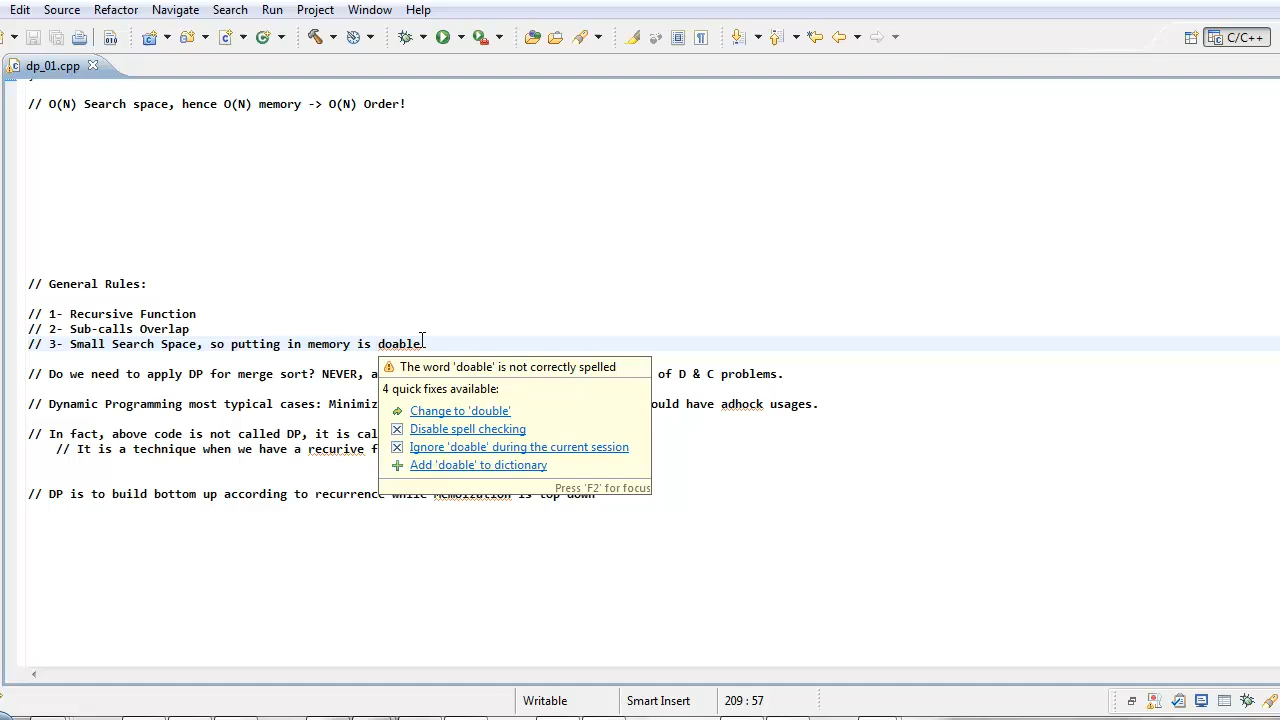 Edit Source Refactor Navigate Search Run Project Window Help
C/C++
dp_01.cpp
// O(N) Search space, hence O(N) memory -> O(N) Order!
// General Rules:
// 1- Recursive Function
// 2- Sub-calls Overlap
// 3- Small Search Space, so putting in memory is doable
The word 'doable' is not correctly spelled
// Do we need to apply DP for merge sort? NEVER, a of D & C problems.
4 quick fixes available:
// Dynamic Programming most typical cases: Minimiz ould have adhock usages.
Change to 'double'
Disable spell checking
// In fact, above code is not called DP, it is cal
Ignore 'doable' during the current session
// It is a technique when we have a recurive f
Add 'doable' to dictionary
Press 'F2' for focus
// DP is to build bottom up according to recurrence while Memoization is top down
Writable Smart Insert 209 : 57